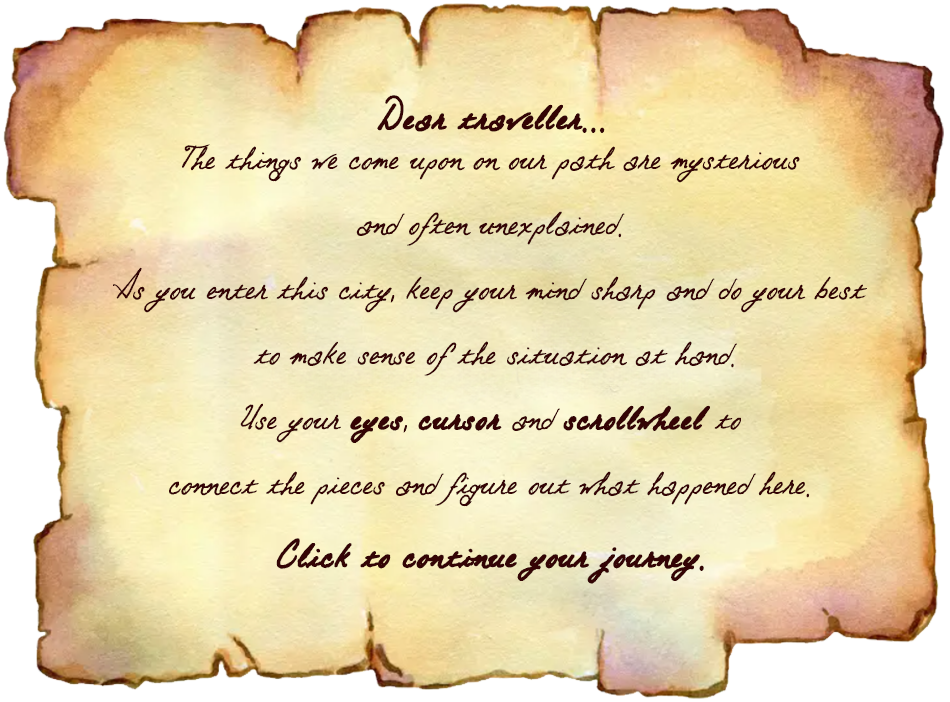 Dear traveller...
The things we come upon on our path are mysterious
and often unexplained.
As you enter this city, keep your mind sharp and do your best
to make sense of the situation at hand.
Use your eyes, cursor and scrollwheel to
connect the pieces and figure out what happened here.
Click to continue your journey.